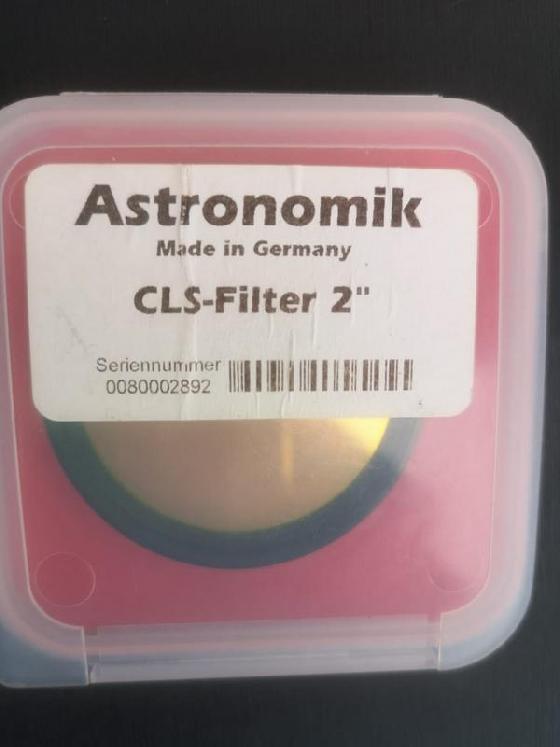 Astronomik
Made in Germany
CLS-Filter 2"
Seriennummer
0080002892